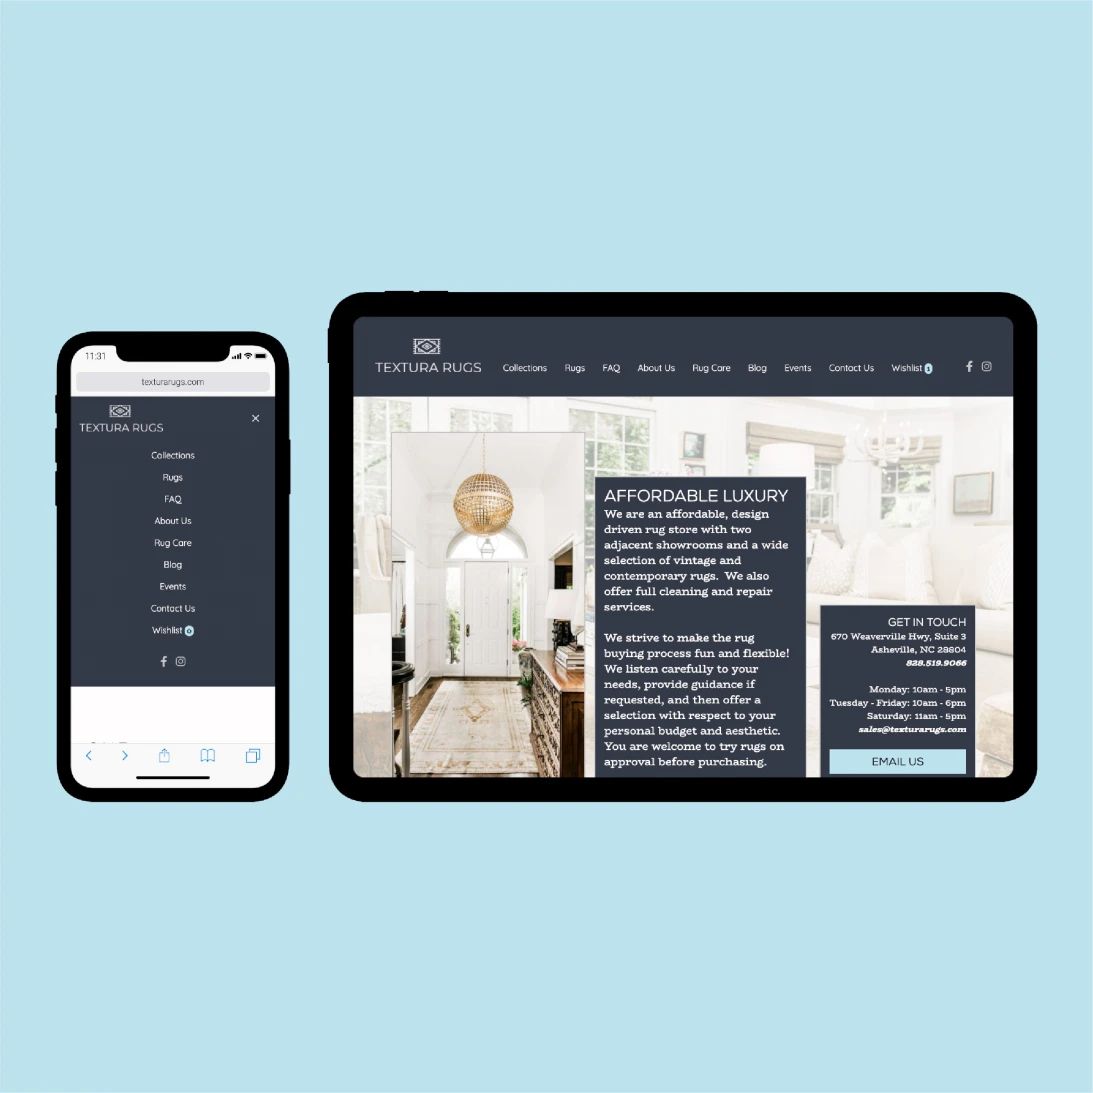 11:31
texturarugs.com
TEXTURA RUGS
Collections
Rugs
FAQ
About Us
Rug Care
Blog
Events
Contact Us
Wishlist 0
TEXTURA RUGS
Collections Rugs FAQ About Us Rug Care Blog Events Contact Us Wishlist 1
AFFORDABLE LUXURY
We are an affordable, design
driven rug store with two
adjacent showrooms and a wide
selection of vintage and
contemporary rugs. We also
offer full cleaning and repair
services.
We strive to make the rug
buying process fun and flexible!
We listen carefully to your
needs, provide guidance if
requested, and then offer a
selection with respect to your
personal budget and aesthetic.
You are welcome to try rugs on
approval before purchasing.
GET IN TOUCH
670 Weaverville Hwy, Suite 3
Asheville, NC 28804
828.519.9066
Monday: 10am - 5pm
Tuesday - Friday: 10am - 6pm
Saturday: 11am - 5pm
sales@texturarugs.com
EMAIL US